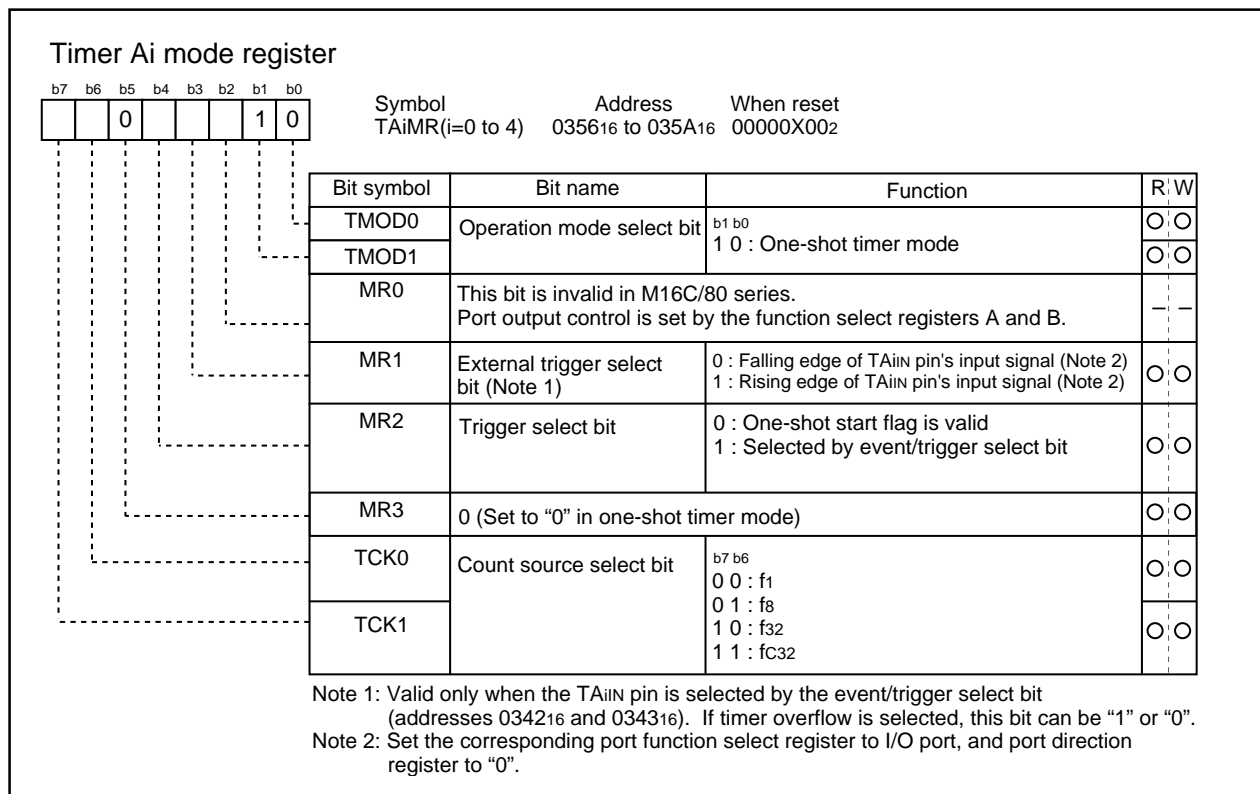 Timer Ai mode register
b7 b6 b5 b4 b3 b2 b1 b0
0 1 0
Symbol Address When reset
TAiMR(i=0 to 4) 035616 to 035A16 00000X002
Bit symbol Bit name Function R W
TMOD0 Operation mode select bit b1 b0
1 0 : One-shot timer mode
TMOD1
MR0 This bit is invalid in M16C/80 series.
Port output control is set by the function select registers A and B. – –
MR1 External trigger select 0 : Falling edge of TAiIN pin's input signal (Note 2)
bit (Note 1) 1 : Rising edge of TAiIN pin's input signal (Note 2)
MR2 Trigger select bit 0 : One-shot start flag is valid
1 : Selected by event/trigger select bit
MR3 0 (Set to “0” in one-shot timer mode)
TCK0 Count source select bit b7 b6
0 0 : f1
0 1 : f8
TCK1 1 0 : f32
1 1 : fC32
Note 1: Valid only when the TAiIN pin is selected by the event/trigger select bit
(addresses 034216 and 034316). If timer overflow is selected, this bit can be “1” or “0”.
Note 2: Set the corresponding port function select register to I/O port, and port direction
register to “0”.